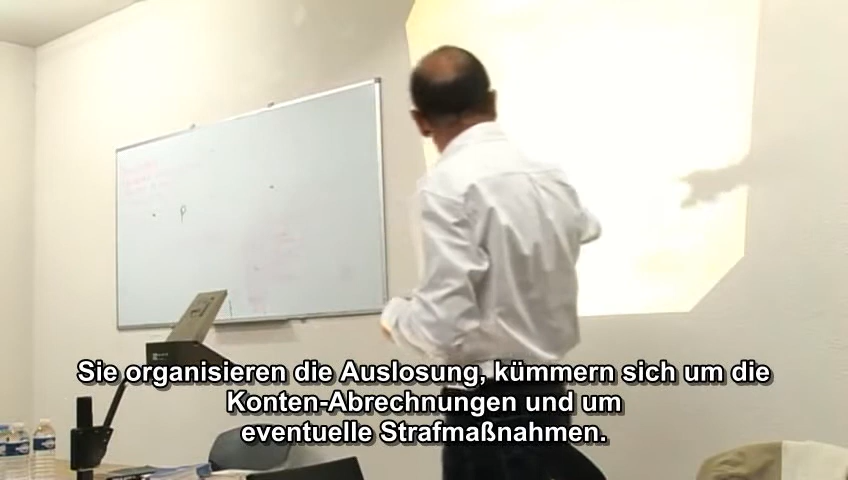 P
Sie organisieren die Auslosung, kümmern sich um die
Konten-Abrechnungen und um
eventuelle Strafmaßnahmen.